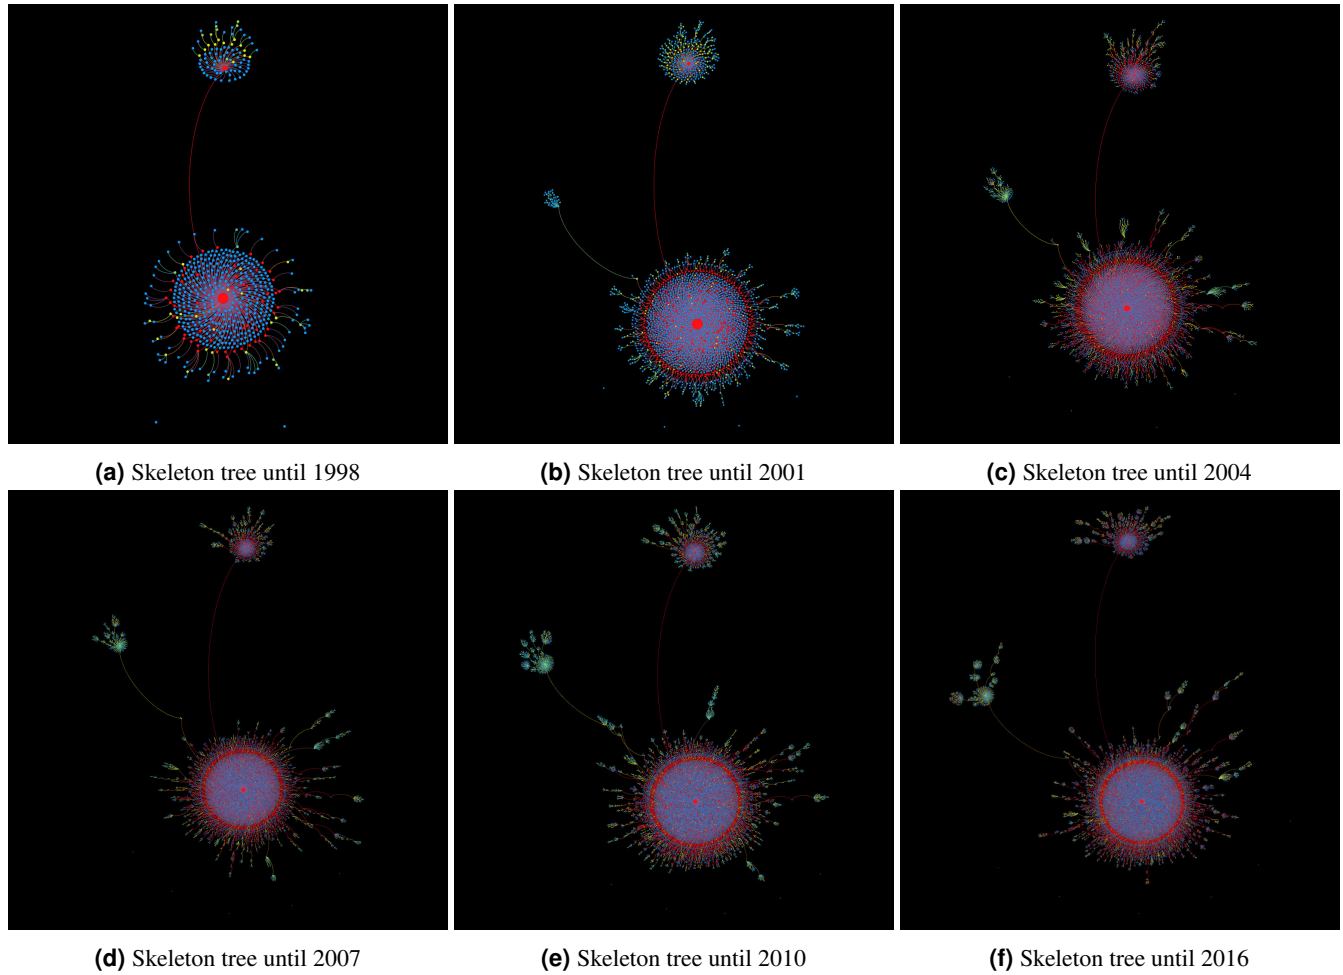 (a) Skeleton tree until 1998
(b) Skeleton tree until 2001
(c) Skeleton tree until 2004
(d) Skeleton tree until 2007
(e) Skeleton tree until 2010
(f) Skeleton tree until 2016